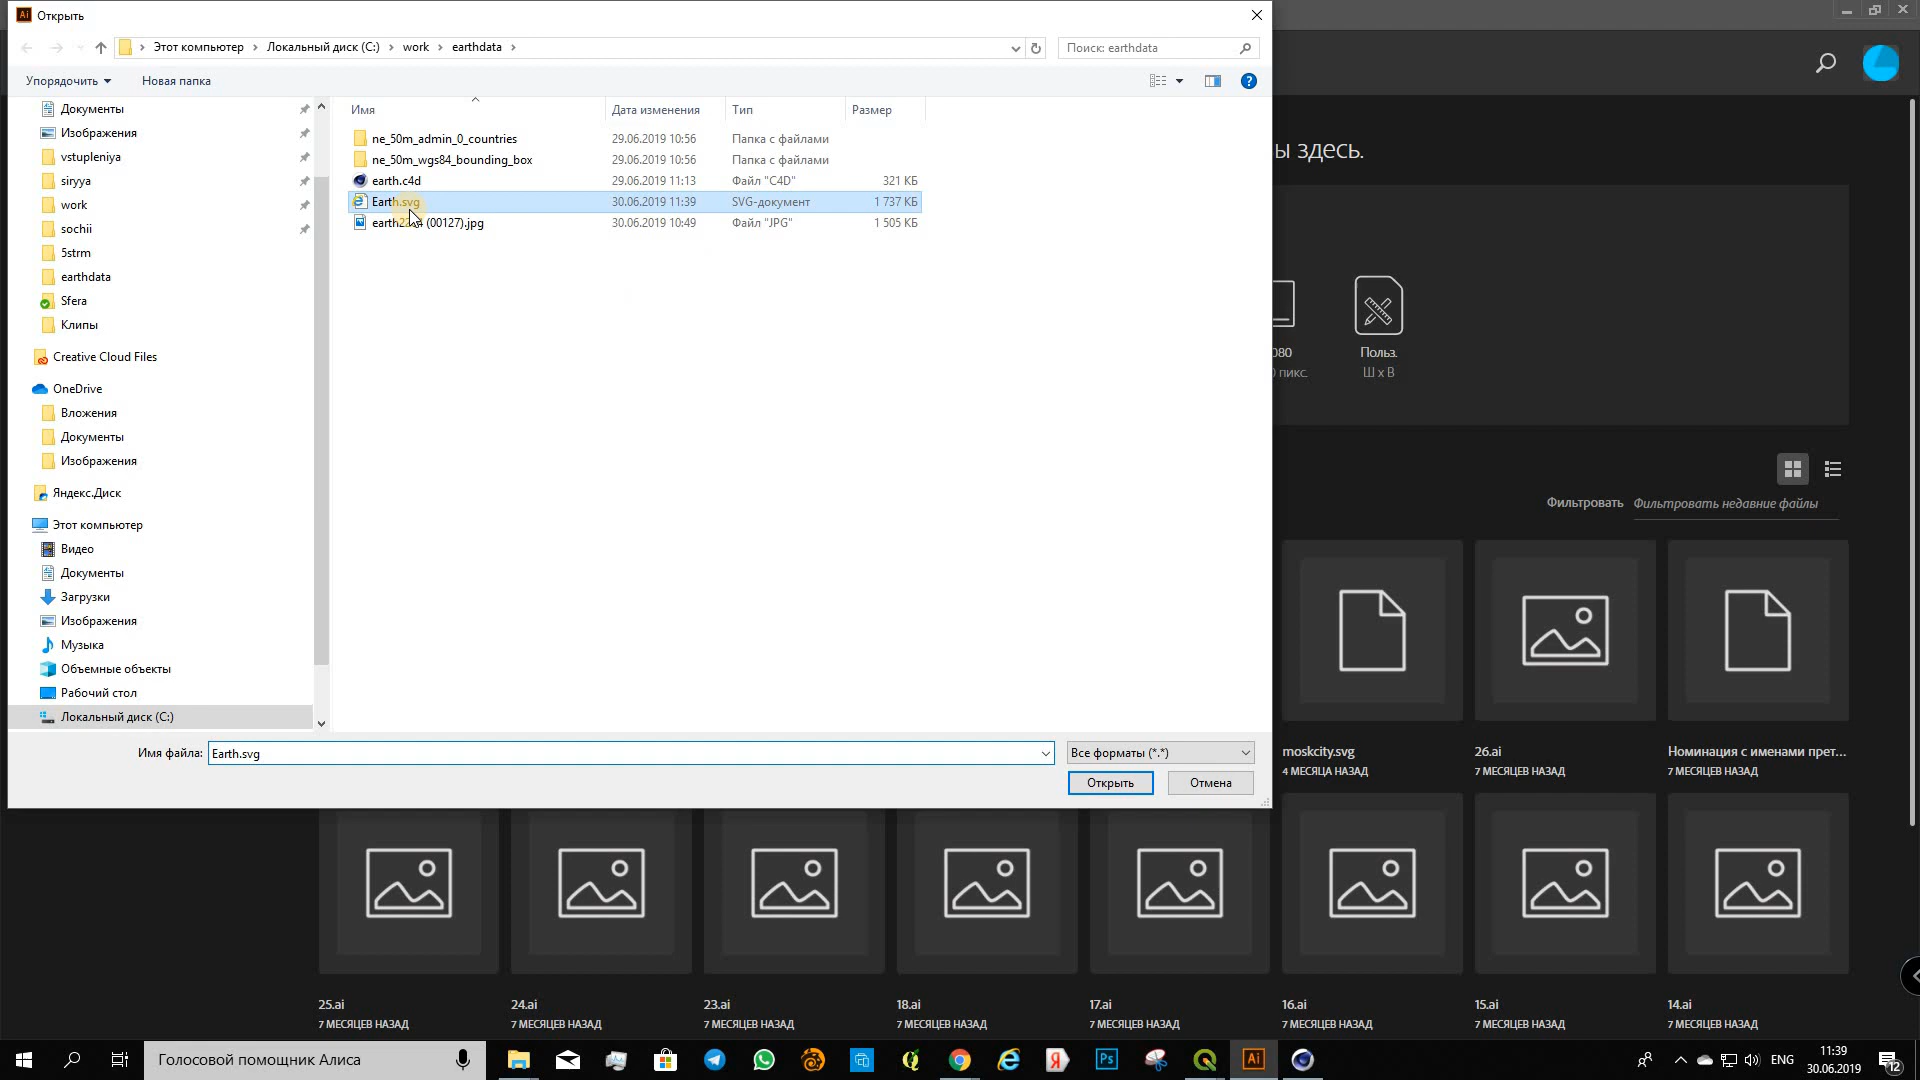 Открыть
Этот компьютер
Локальный диск (C:)
work
earthdata
Поиск: earthdata
Упорядочить
Новая папка
Документы
Изображения
vstupleniya
siryya
work
sochii
5strm
earthdata
Sfera
Клипы
Creative Cloud Files
OneDrive
Вложения
Документы
Изображения
Яндекс.Диск
Этот компьютер
Видео
Документы
Загрузки
Изображения
Музыка
Объемные объекты
Рабочий стол
Локальный диск (C:)
Имя Дата изменения Тип Размер
ne_50m_admin_0_countries 29.06.2019 10:56 Папка с файлами
ne_50m_wgs84_bounding_box 29.06.2019 10:56 Папка с файлами
earth.c4d 29.06.2019 11:13 Файл "C4D" 321 КБ
Earth.svg 30.06.2019 11:39 SVG-документ 1 737 КБ
(00127).jpg 30.06.2019 10:49 Файл "JPG" 1 505 КБ
Имя файла: Earth.svg
Все форматы (*.*)
Открыть
Отмена
ы здесь.
080
пикс.
Польз.
Ш x В
Фильтровать Фильтровать недавние файлы
moskcity.svg
4 МЕСЯЦА НАЗАД
26.ai
7 МЕСЯЦЕВ НАЗАД
Номинация с именами прет...
7 МЕСЯЦЕВ НАЗАД
25.ai
7 МЕСЯЦЕВ НАЗАД
24.ai
7 МЕСЯЦЕВ НАЗАД
23.ai
7 МЕСЯЦЕВ НАЗАД
18.ai
7 МЕСЯЦЕВ НАЗАД
17.ai
7 МЕСЯЦЕВ НАЗАД
16.ai
7 МЕСЯЦЕВ НАЗАД
15.ai
7 МЕСЯЦЕВ НАЗАД
14.ai
7 МЕСЯЦЕВ НАЗАД
Голосовой помощник Алиса
Ps
Ai
ENG
11:39
30.06.2019
12